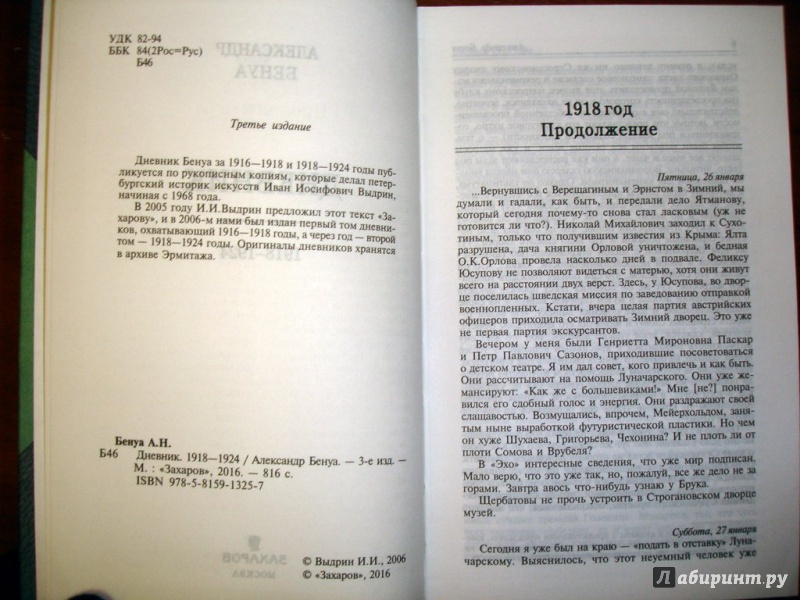 УДК 82-94
ББК 84(2Рос=Рус)
Б46
Третье издание
Дневник Бенуа за 1916—1918 и 1918—1924 годы пуб-
ликуется по рукописным копиям, которые делал петер-
бургский историк искусств Иван Иосифович Выдрин,
начиная с 1968 года.
В 2005 году И.И.Выдрин предложил этот текст «За-
харову», и в 2006-м нами был издан первый том дневни-
ков, охватывающий 1916—1918 годы, а через год — второй
том — 1918—1924 годы. Оригиналы дневников хранятся
в архиве Эрмитажа.
Бенуа А.Н.
Б46 Дневник. 1918—1924 / Александр Бенуа. — 3-е изд. —
М. : «Захаров», 2016. — 816 с.
ISBN 978-5-8159-1325-7
© Выдрин И.И., 2006
© «Захаров», 2016
1918 год
Продолжение
Пятница, 26 января
...Вернувшись с Верещагиным и Эрнстом в Зимний, мы
думали и гадали, как быть, и передали дело Ятманову,
который сегодня почему-то снова стал ласковым (уж не
готовится ли что?). Николай Михайлович заходил к Сухо-
тиным, только что получившим известия из Крыма: Ялта
разрушена, дача княгини Орловой уничтожена, и бедная
О.К.Орлова провела насколько дней в подвале. Феликсу
Юсупову не позволяют видеться с матерью, хотя они живут
всего на расстоянии двух верст. Здесь, у Юсупова, во двор-
це поселилась шведская миссия по заведованию отправкой
военнопленных. Кстати, вчера целая партия австрийских
офицеров приходила осматривать Зимний дворец. Это уже
не первая партия экскурсантов.
Вечером у меня были Генриетта Мироновна Паскар
и Петр Павлович Сазонов, приходившие посоветоваться
о детском театре. Я им дал совет, кого привлечь и как быть.
Они рассчитывают на помощь Луначарского. Они уже же-
мансируют: «Как же с большевиками!» Мне [не?] понра-
вился его сдобный голос и энергия. Они раздражают своей
слащавостью. Возмущались, впрочем, Мейерхольдом, заня-
тым ныне выработкой футуристической пластики. Но чем
он хуже Шухаева, Григорьева, Чехонина? И не плоть ли от
плоти Сомова и Врубеля?
В «Эхо» интересные сведения, что уже мир подписан.
Мало верю, что это уже так, но, пожалуй, все же дело не за
горами. Завтра авось что-нибудь узнаю у Брука.
Щербатовы не прочь устроить в Строгановском дворце
музей.
Суббота, 27 января
Сегодня я уже был на краю — «подать в отставку» Луна-
чарскому. Выяснилось, что этот неуемный человек уже
Лабиринт.ру